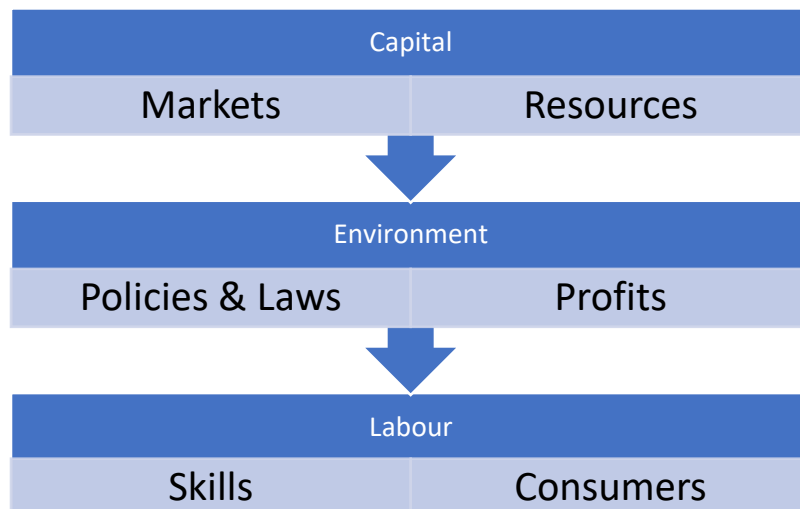 Capital
Markets Resources
Environment
Policies & Laws Profits
Labour
Skills Consumers